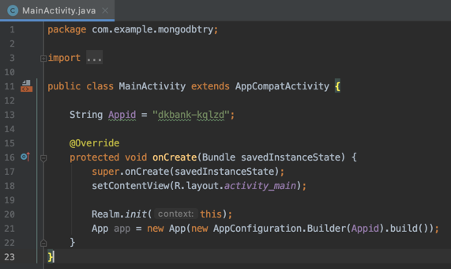 MainActivity.java
1 package com.example.mongodbtry;
2
3 import ...
10
11 public class MainActivity extends AppCompatActivity {
12
13 String Appid = "dkbank-kqlzd";
14
15 @Override
16 protected void onCreate(Bundle savedInstanceState) {
17 super.onCreate(savedInstanceState);
18 setContentView(R.layout.activity_main);
19
20 Realm.init( context: this);
21 App app = new App(new AppConfiguration.Builder(Appid).build());
22 }
23 }